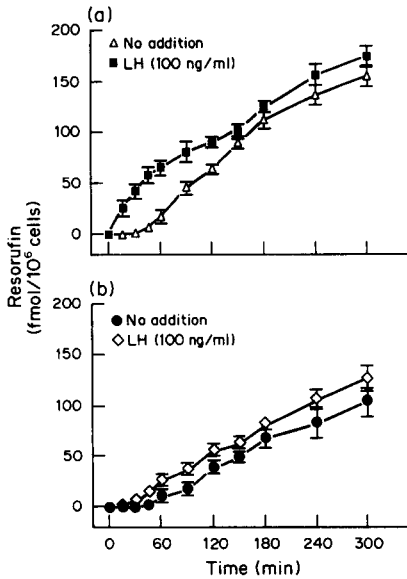 (a)
200
No addition
LH (100 ng/ml)
150
100
50
0
Resorufin
(fmol/10⁶ cells)
(b)
200
No addition
LH (100 ng/ml)
150
100
50
0
0 60 120 180 240 300
Time (min)